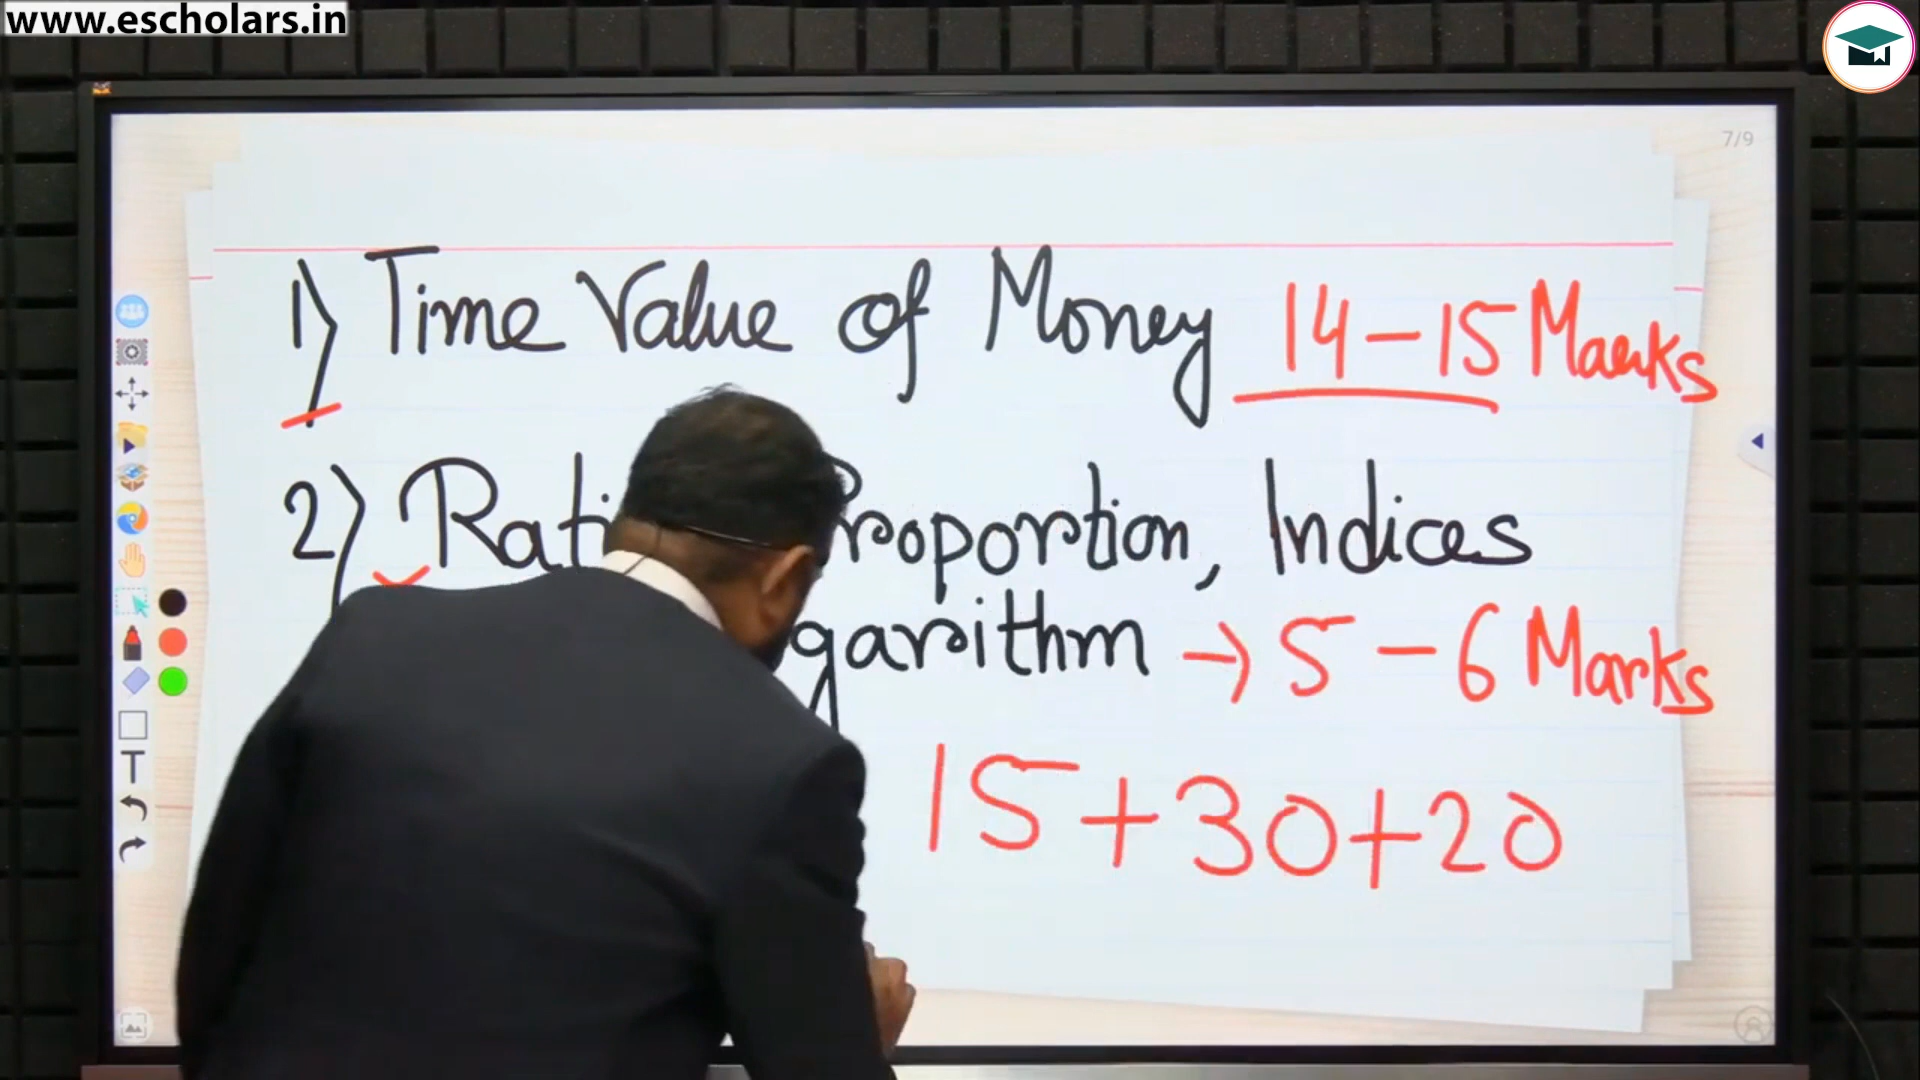 www.escholars.in
7/9
1) Time Value of Money 14-15 Marks
2) Proportion, Indices
→ 5 - 6 Marks
15+30+20
T